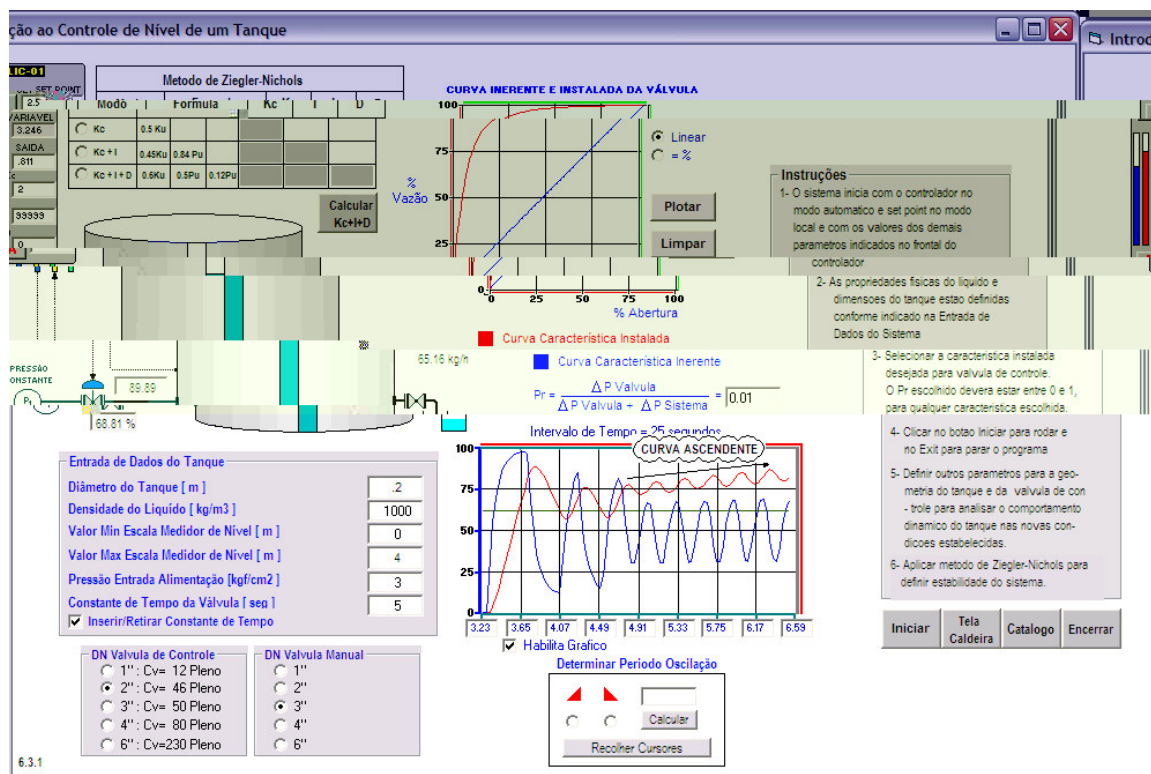 ção ao Controle de Nível de um Tanque
Introd
LIC-01
SET POINT
2.5
VARIAVEL
3.246
SAIDA
.811
2
99999
0
Metodo de Ziegler-Nichols
Modo Formula Kc I D
Kc 0.5 Ku
Kc + I 0.45Ku 0.84 Pu
Kc + I + D 0.6Ku 0.5Pu 0.12Pu
Calcular
Kc+I+D
CURVA INERENTE E INSTALADA DA VÁLVULA
100
75
50
25
0
%
Vazão
0 25 50 75 100
% Abertura
Linear
= %
Plotar
Limpar
Curva Característica Instalada
Curva Característica Inerente
Pr = Δ P Valvula
Δ P Valvula + Δ P Sistema = 0.01
PRESSÃO
CONSTANTE
P1
89.89
68.81 %
65.16 kg/h
Instruções
1- O sistema inicia com o controlador no
modo automatico e set point no modo
local e com os valores dos demais
parametros indicados no frontal do
controlador
2- As propriedades fisicas do liquido e
dimensoes do tanque estao definidas
conforme indicado na Entrada de
Dados do Sistema
3- Selecionar a caracteristica instalada
desejada para valvula de controle.
O Pr escolhido devera estar entre 0 e 1,
para qualquer característica escolhida.
4- Clicar no botao Iniciar para rodar e
no Exit para parar o programa
5- Definir outros parametros para a geo-
metria do tanque e da valvula de con
- trole para analisar o comportamento
dinamico do tanque nas novas con-
dicoes estabelecidas.
6- Aplicar metodo de Ziegler-Nichols para
definir estabilidade do sistema.
Iniciar
Tela
Caldeira
Catalogo
Encerrar
Entrada de Dados do Tanque
Diâmetro do Tanque [ m ] .2
Densidade do Liquido [ kg/m3 ] 1000
Valor Min Escala Medidor de Nível [ m ] 0
Valor Max Escala Medidor de Nível [ m ] 4
Pressão Entrada Alimentação [kgf/cm2 ] 3
Constante de Tempo da Válvula [ seg ] 5
Inserir/Retirar Constante de Tempo
Intervalo de Tempo = 25 segundos
CURVA ASCENDENTE
100
75
50
25
0
3.23 3.65 4.07 4.49 4.91 5.33 5.75 6.17 6.59
Habilita Grafico
DN Valvula de Controle
1" : Cv= 12 Pleno
2" : Cv= 46 Pleno
3" : Cv= 50 Pleno
4" : Cv= 80 Pleno
6" : Cv=230 Pleno
DN Valvula Manual
1"
2"
3"
4"
6"
Determinar Periodo Oscilação
Calcular
Recolher Cursores
6.3.1